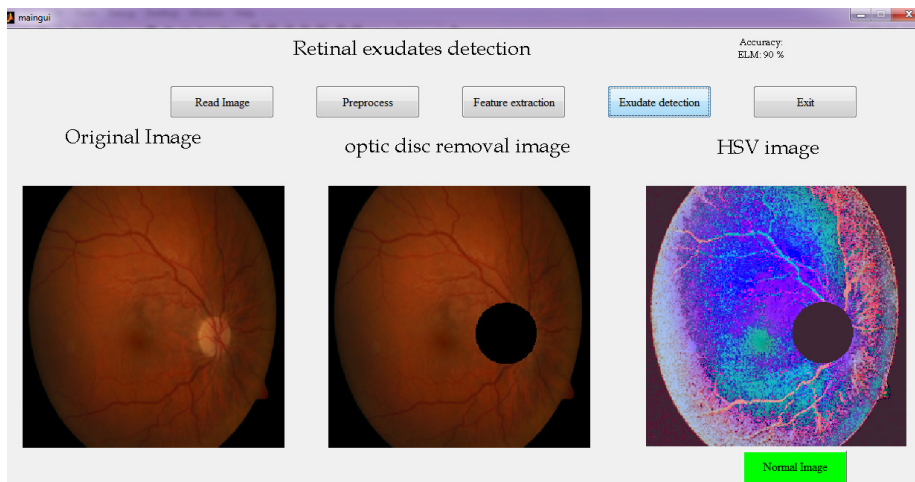 maingui
Retinal exudates detection
Accuracy:
ELM: 90 %
Read Image
Preprocess
Feature extraction
Exudate detection
Exit
Original Image
optic disc removal image
HSV image
Normal Image